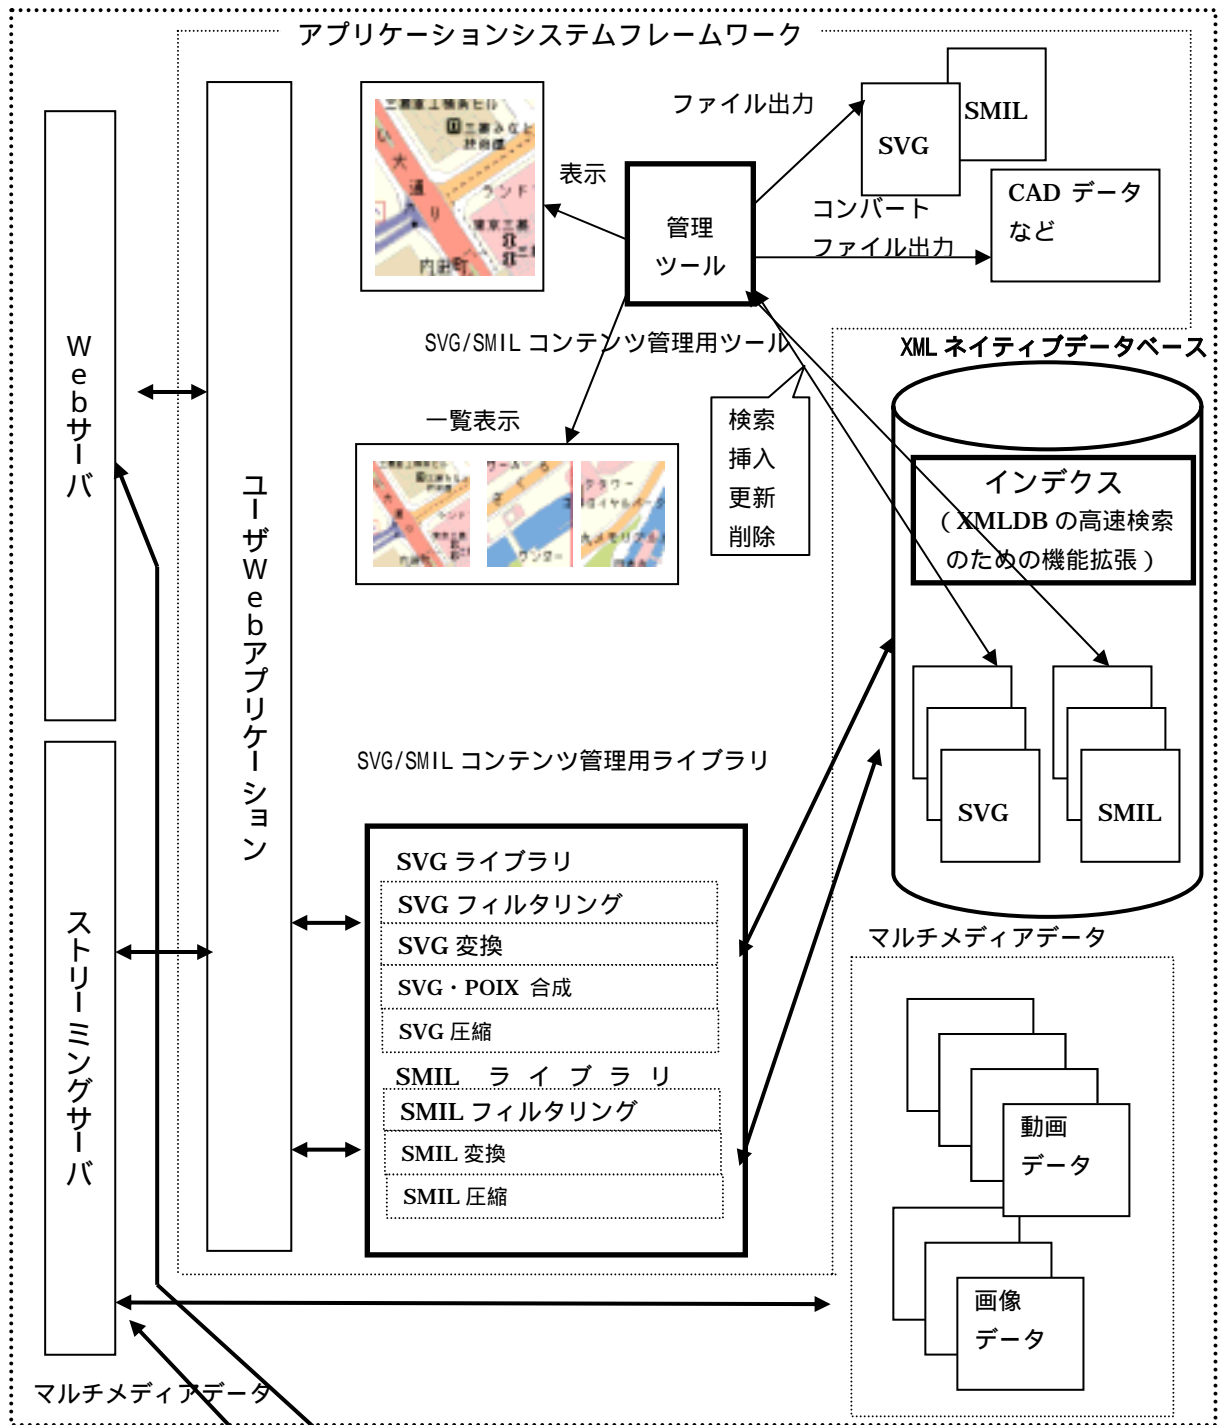 アプリケーションシステムフレームワーク
ファイル出力
SMIL
SVG
表示
管理
ツール
コンバート
ファイル出力
CAD データ
など
SVG/SMIL コンテンツ管理用ツール
XML ネイティブデータベース
Webサーバ
一覧表示
検索
挿入
更新
削除
インデクス
(XMLDB の高速検索
のための機能拡張)
ユーザWebアプリケーション
SVG
SMIL
SVG/SMIL コンテンツ管理用ライブラリ
SVG ライブラリ
SVG フィルタリング
SVG 変換
SVG・POIX 合成
SVG 圧縮
SMIL ライブラリ
SMIL フィルタリング
SMIL 変換
SMIL 圧縮
ストリーミングサーバ
マルチメディアデータ
動画
データ
画像
データ
マルチメディアデータ
大通り
内田町